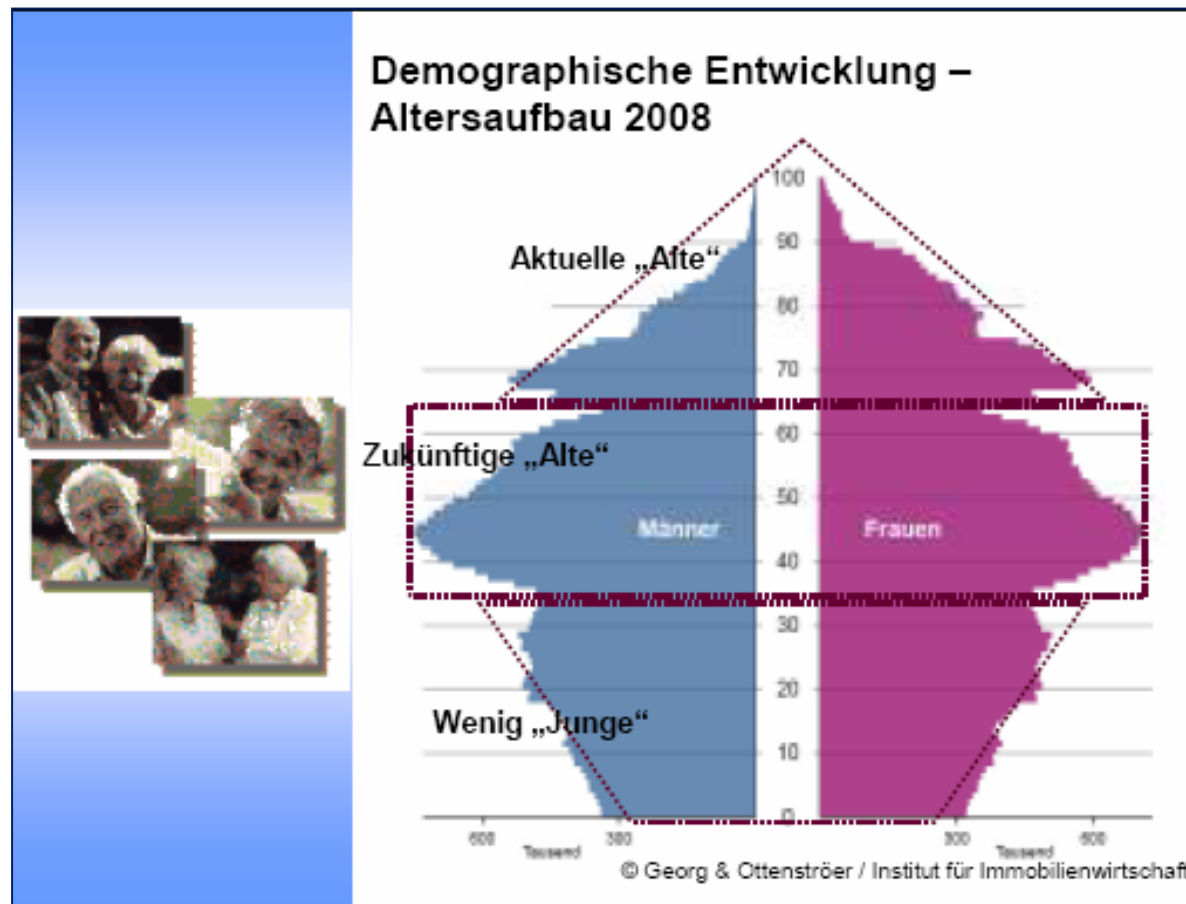 Demographische Entwicklung –
Altersaufbau 2008
100
Aktuelle „Alte“
90
80
70
Zukünftige „Alte“
60
50
Männer
Frauen
40
30
20
Wenig „Junge“
10
0
600
300
300
600
Tausend
Tausend
© Georg & Ottenströer / Institut für Immobilienwirtschaft